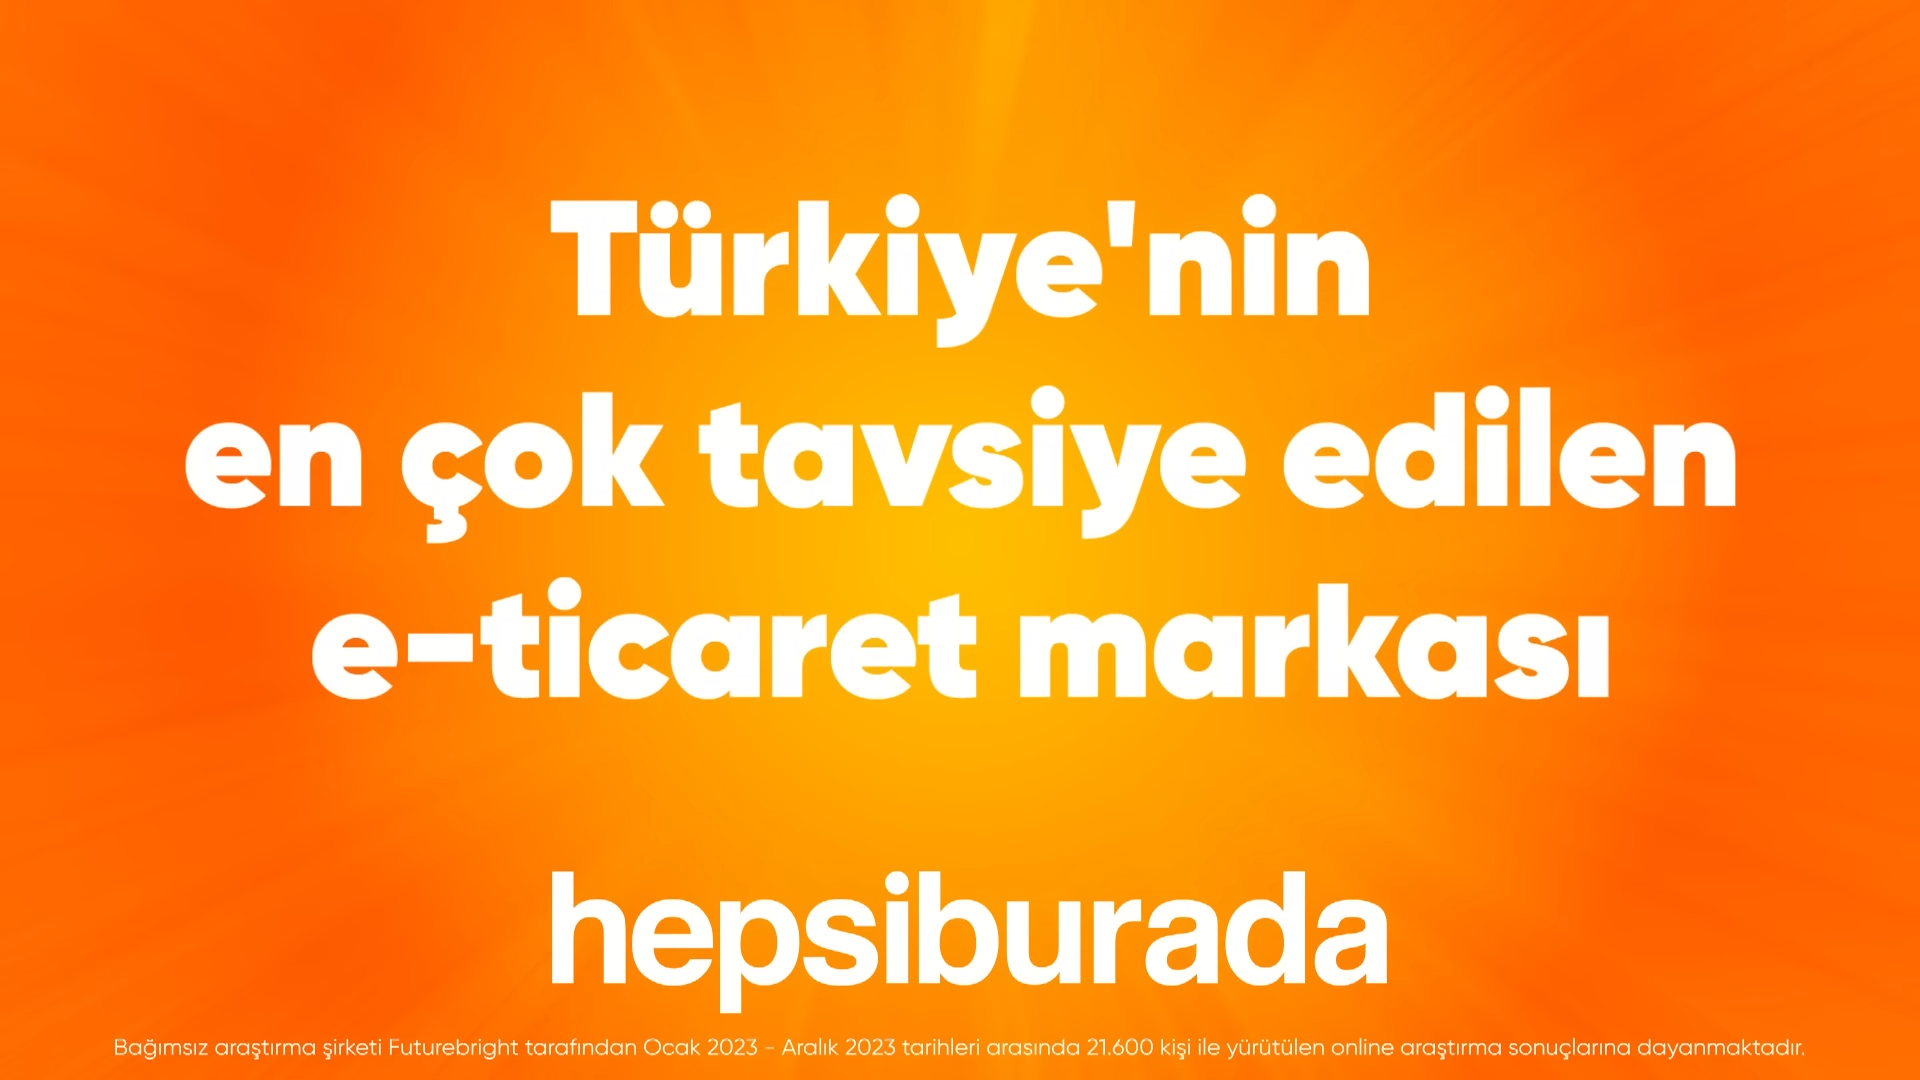 Türkiye'nin
en çok tavsiye edilen
e-ticaret markası
hepsiburada
Bağımsız araştırma şirketi Futurebright tarafından Ocak 2023 - Aralık 2023 tarihleri arasında 21.600 kişi ile yürütülen online araştırma sonuçlarına dayanmaktadır.